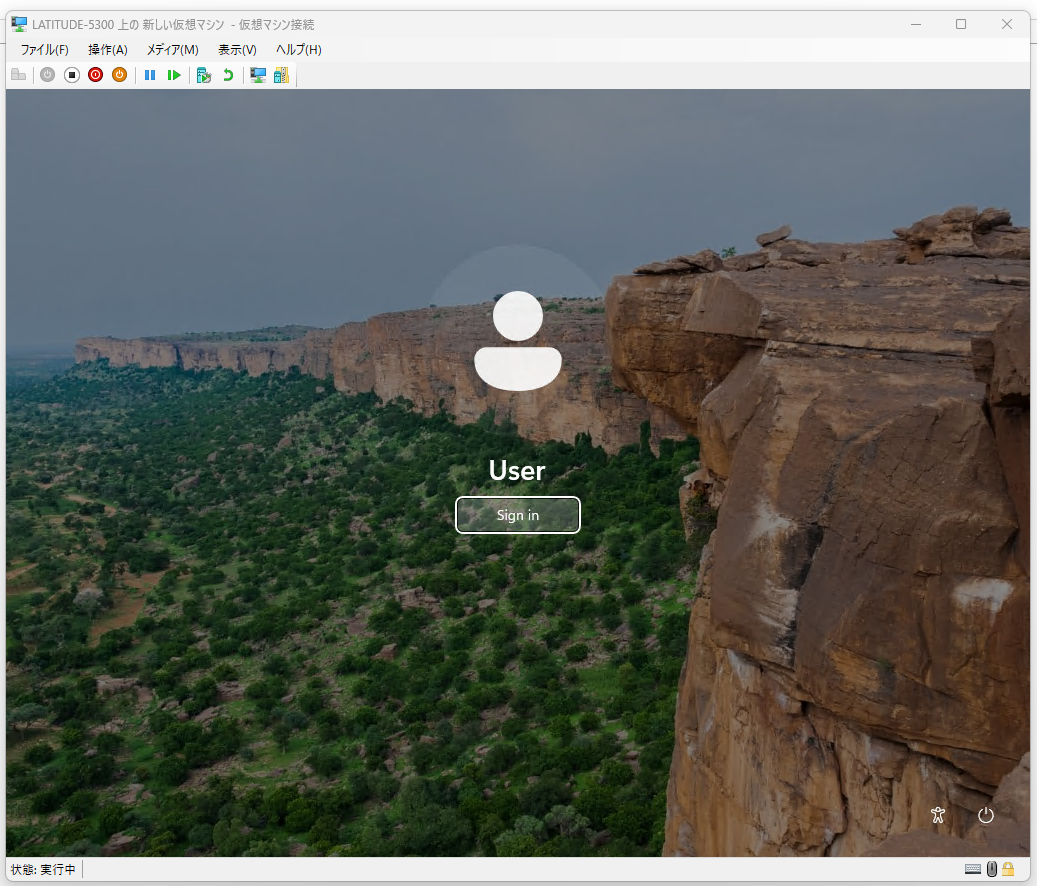 LATITUDE-5300 上の 新しい仮想マシン - 仮想マシン接続
ファイル(F) 操作(A) メディア(M) 表示(V) ヘルプ(H)
User
Sign in
状態: 実行中